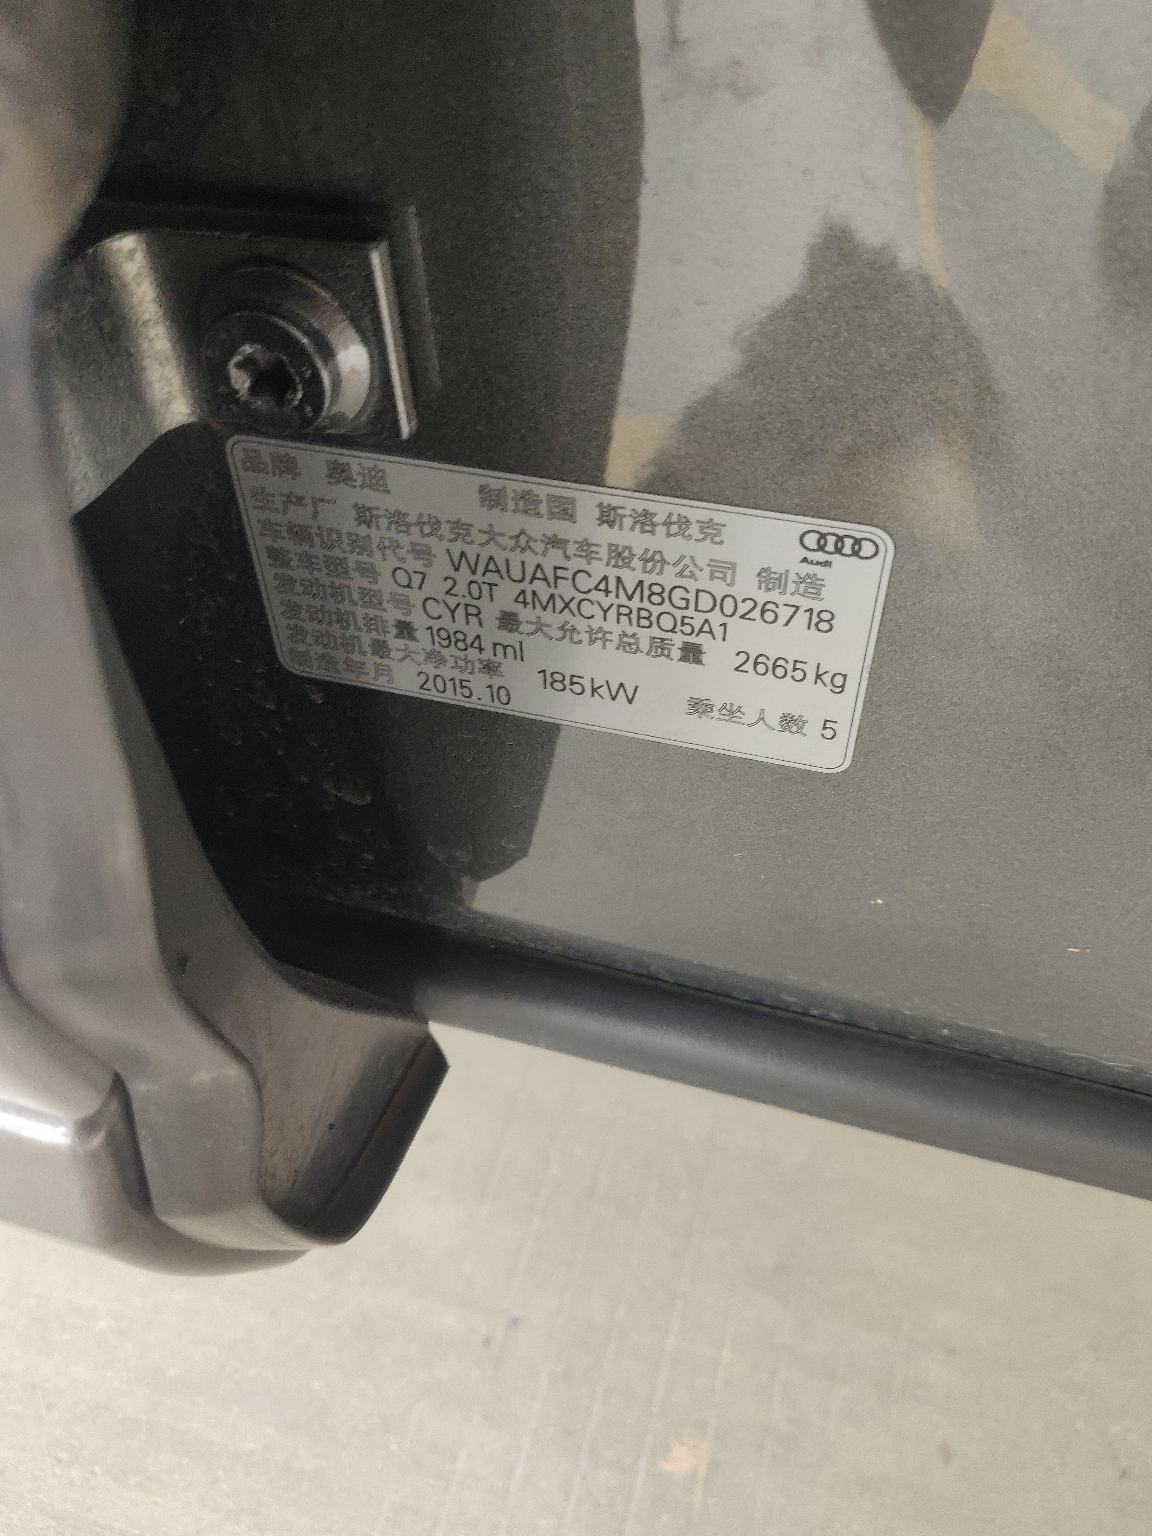 品牌 奥迪 制造国 斯洛伐克
Audi
生产厂 斯洛伐克大众汽车股份公司 制造
车辆识别代号 WAUAFC4M8GD026718
整车型号 Q7 2.0T 4MXCYRBQ5A1
发动机型号 CYR 最大允许总质量 2665kg
发动机排量 1984 ml
发动机最大净功率 185kW 乘坐人数 5
制造年月 2015.10